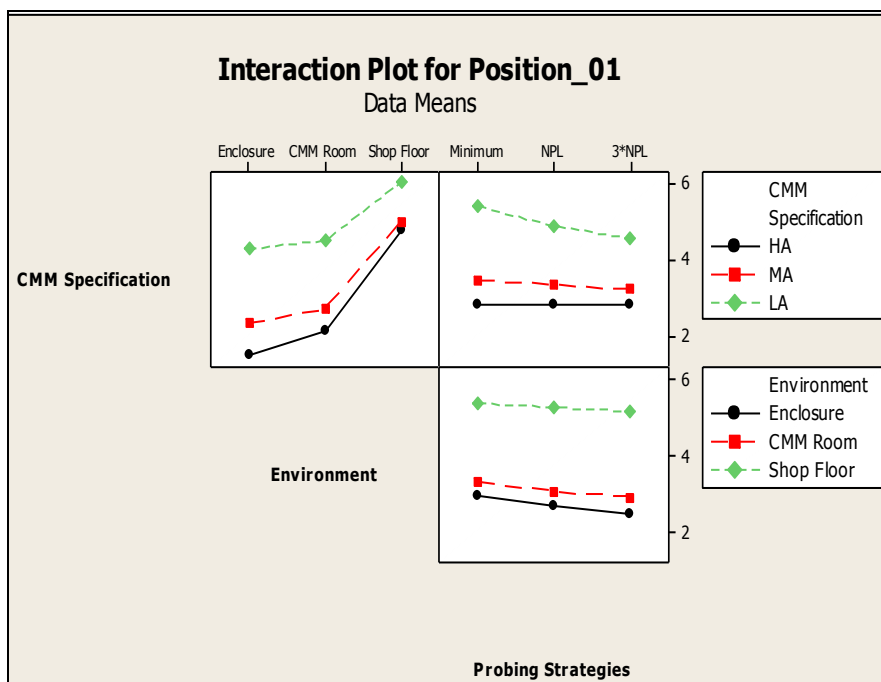 Interaction Plot for Position_01
Data Means
Enclosure CMM Room Shop Floor Minimum NPL 3*NPL
6
4
2
CMM
Specification
HA
MA
LA
CMM Specification
6
4
2
Environment
Enclosure
CMM Room
Shop Floor
Environment
Probing Strategies